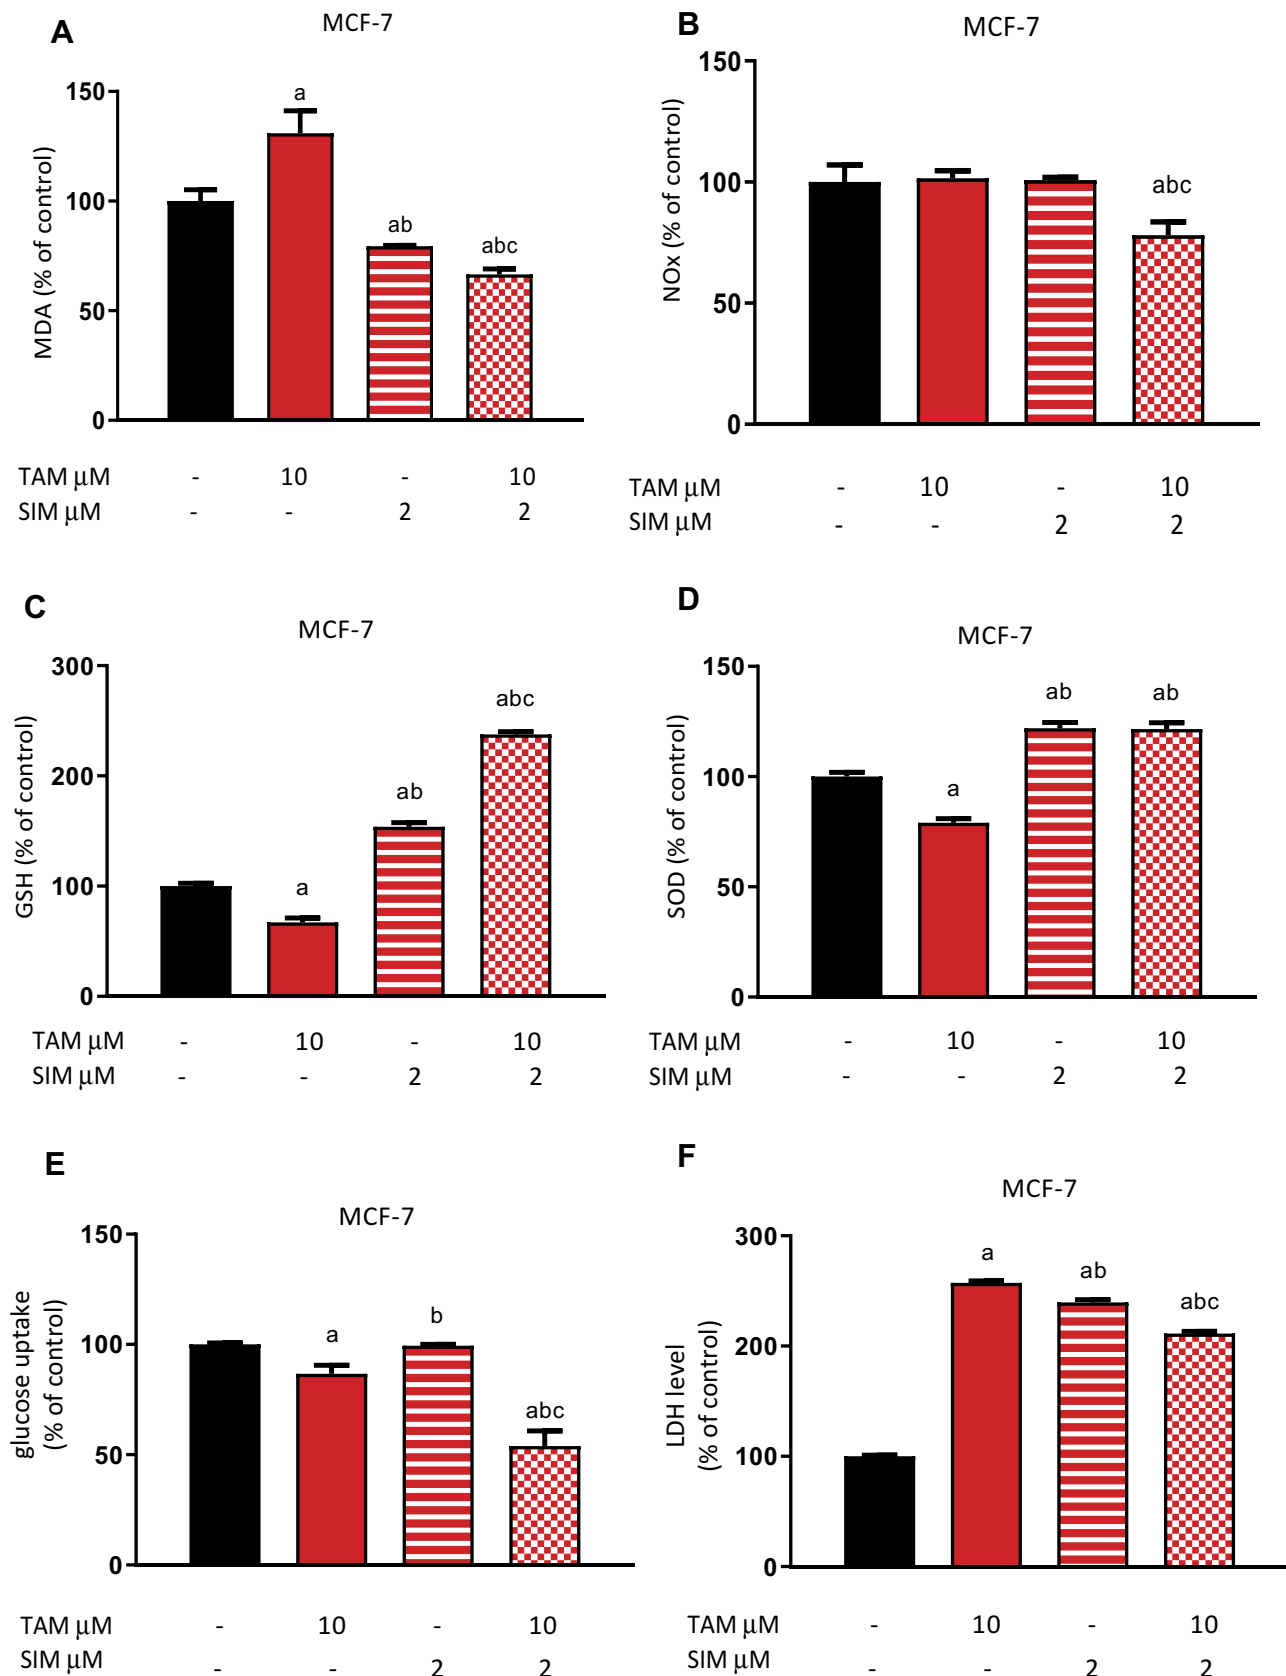 A
MCF-7
MDA (% of control)
150
100
50
0
a
ab
abc
TAM μM - 10 - 10
SIM μM - - 2 2
B
MCF-7
NOx (% of control)
150
100
50
0
abc
TAM μM - 10 - 10
SIM μM - - 2 2
C
MCF-7
GSH (% of control)
300
200
100
0
a
ab
abc
TAM μM - 10 - 10
SIM μM - - 2 2
D
MCF-7
SOD (% of control)
150
100
50
0
a
ab
ab
TAM μM - 10 - 10
SIM μM - - 2 2
E
MCF-7
glucose uptake
(% of control)
150
100
50
0
a
b
abc
TAM μM - 10 - 10
SIM μM - - 2 2
F
MCF-7
LDH level
(% of control)
300
200
100
0
a
ab
abc
TAM μM - 10 - 10
SIM μM - - 2 2